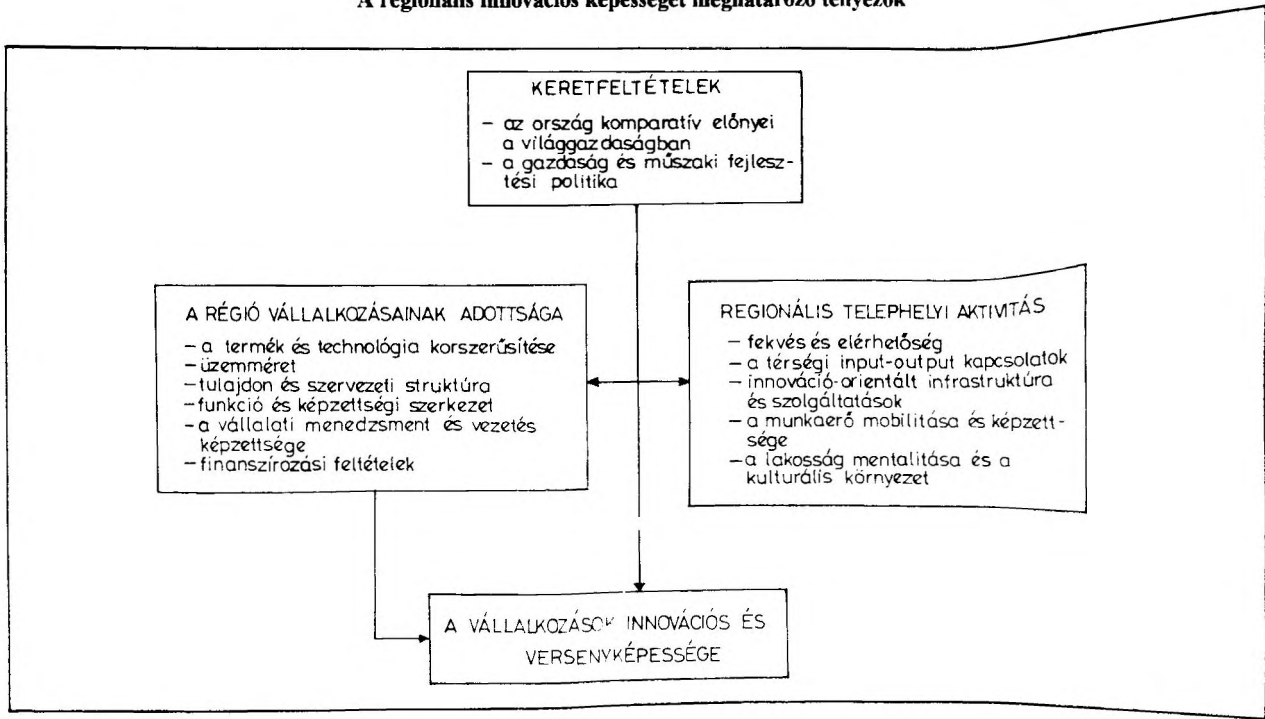 A regionális innovációs képességet meghatározó tényezők
KERETFELTÉTELEK
– az ország komparatív előnyei
a világgazdaságban
– a gazdaság és műszaki fejlesz-
tési politika
A RÉGIÓ VÁLLALKOZÁSAINAK ADOTTSÁGA
– a termék és technológia korszerűsítése
– üzemméret
– tulajdon és szervezeti struktúra
– funkció és képzettségi szerkezet
– a vállalati menedzsment és vezetés
képzettsége
– finanszírozási feltételek
REGIONÁLIS TELEPHELYI AKTIVITÁS
– fekvés és elérhetőség
– a térségi input-output kapcsolatok
– innováció-orientált infrastruktúra
és szolgáltatások
– a munkaerő mobilitása és képzett-
sége
– a lakosság mentalitása és a
kulturális környezet
A VÁLLALKOZÁSOK INNOVÁCIÓS ÉS
VERSENYKÉPESSÉGE